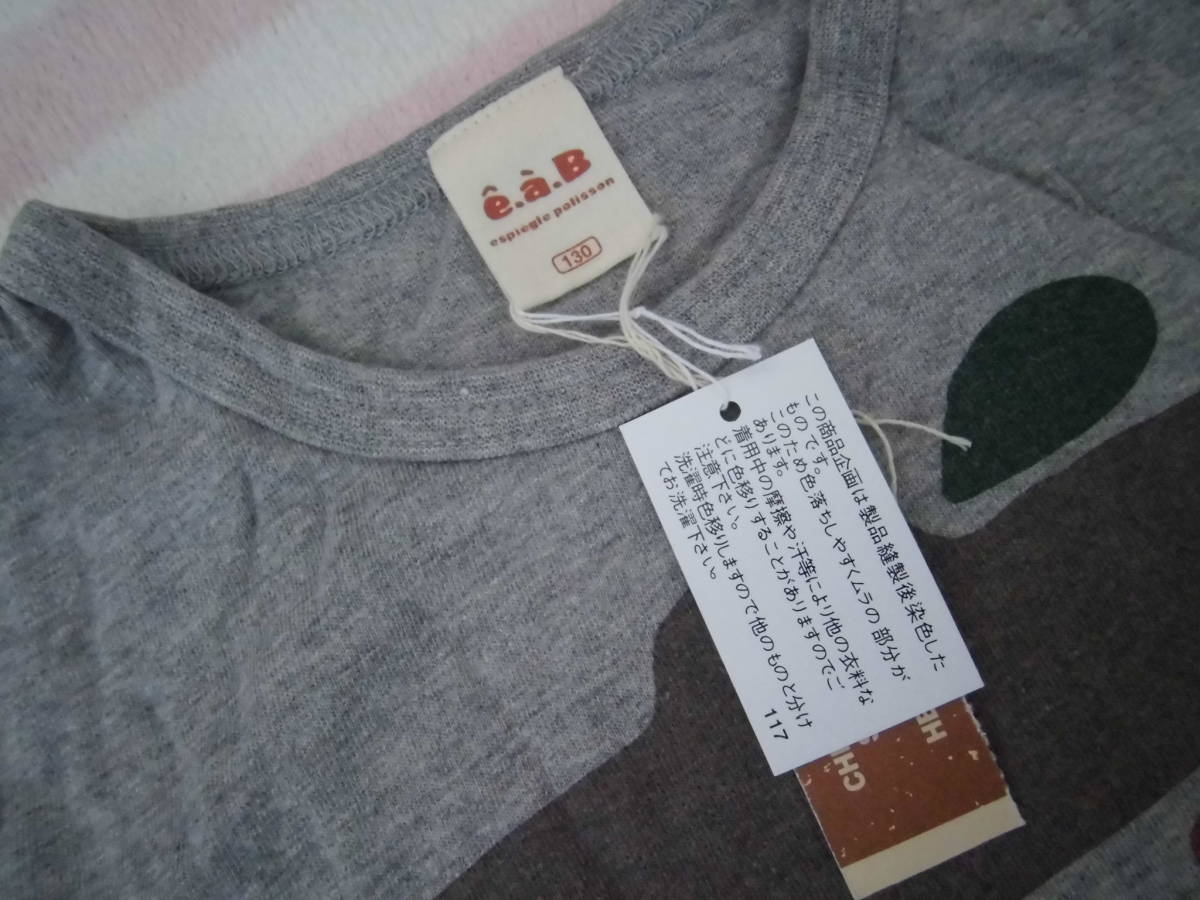 ê.à.B
espiegle polisson
130
この商品企画は製品縫製後染色した
ものです。色落ちしやすくムラの部分が
このため
あります。
着用中の摩擦や汗等により他の衣料な
どに色移りすることがありますのでご
注意下さい。
洗濯時色移りしますので他のものと分け
てお洗濯下さい。
117
CH
HE